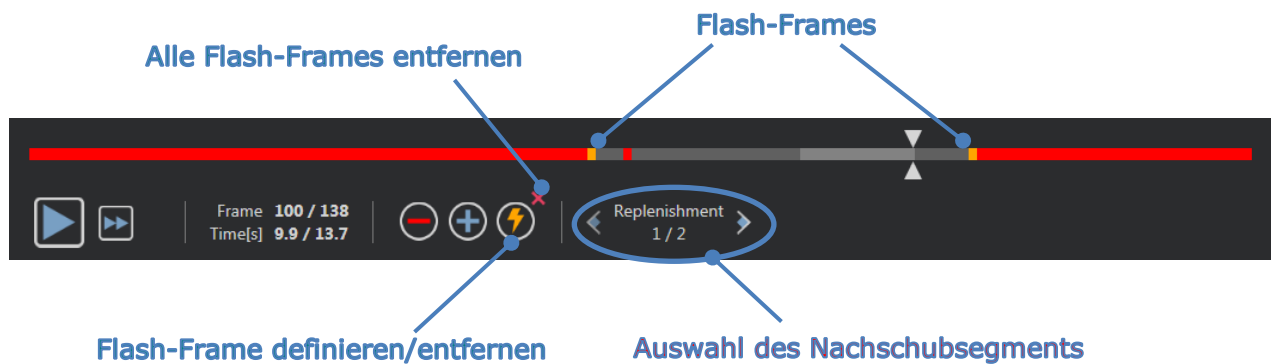 Flash-Frames
Alle Flash-Frames entfernen
Frame 100 / 138
Time[s] 9.9 / 13.7
Replenishment
1 / 2
Flash-Frame definieren/entfernen
Auswahl des Nachschubsegments